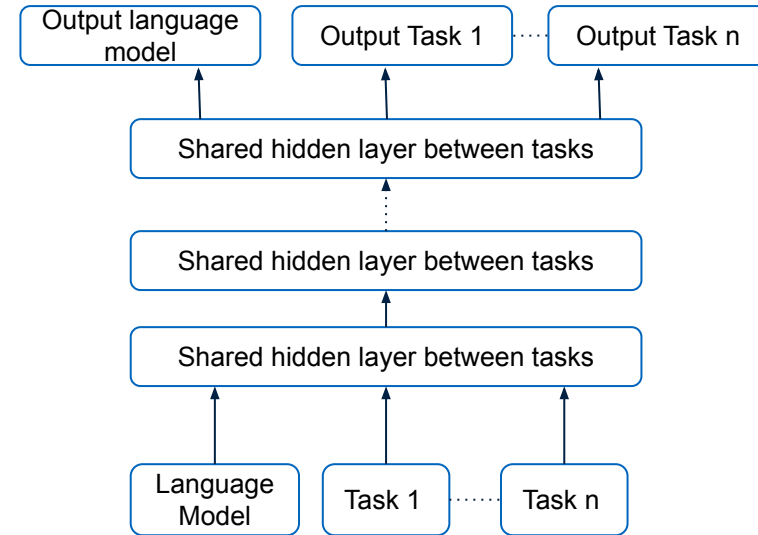 Output language
model
Output Task 1
Output Task n
Shared hidden layer between tasks
Shared hidden layer between tasks
Shared hidden layer between tasks
Language
Model
Task 1
Task n